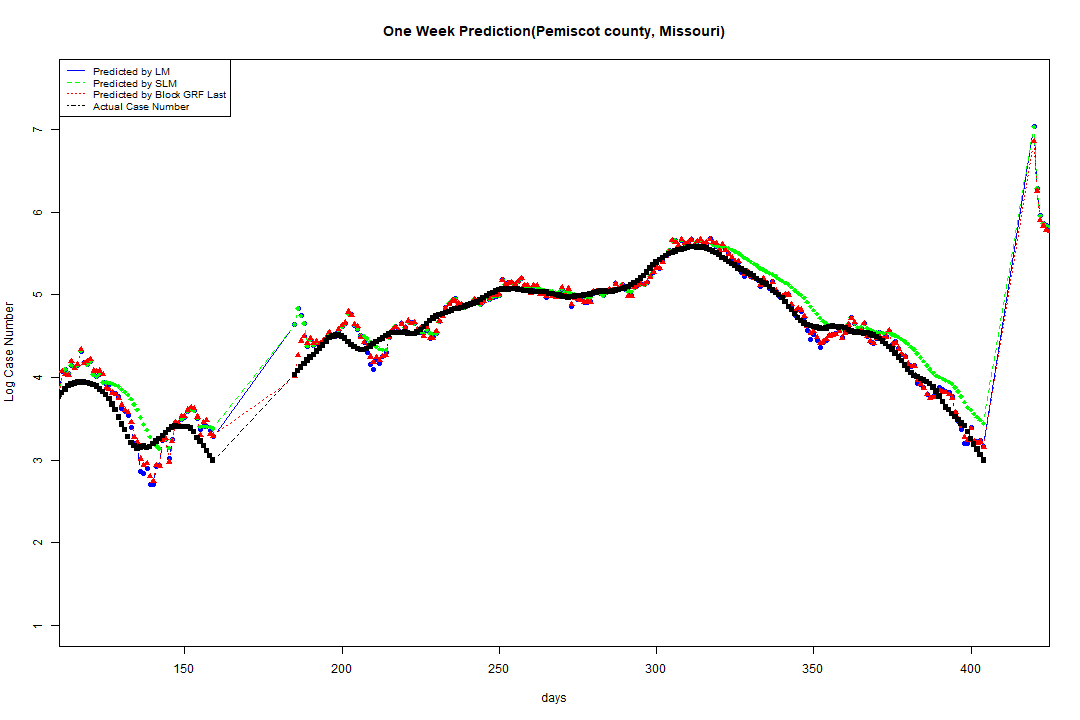 One Week Prediction(Pemiscot county, Missouri)
Predicted by LM
Predicted by SLM
Predicted by Block GRF Last
Actual Case Number
7
6
5
4
3
2
1
Log Case Number
150 200 250 300 350 400
days